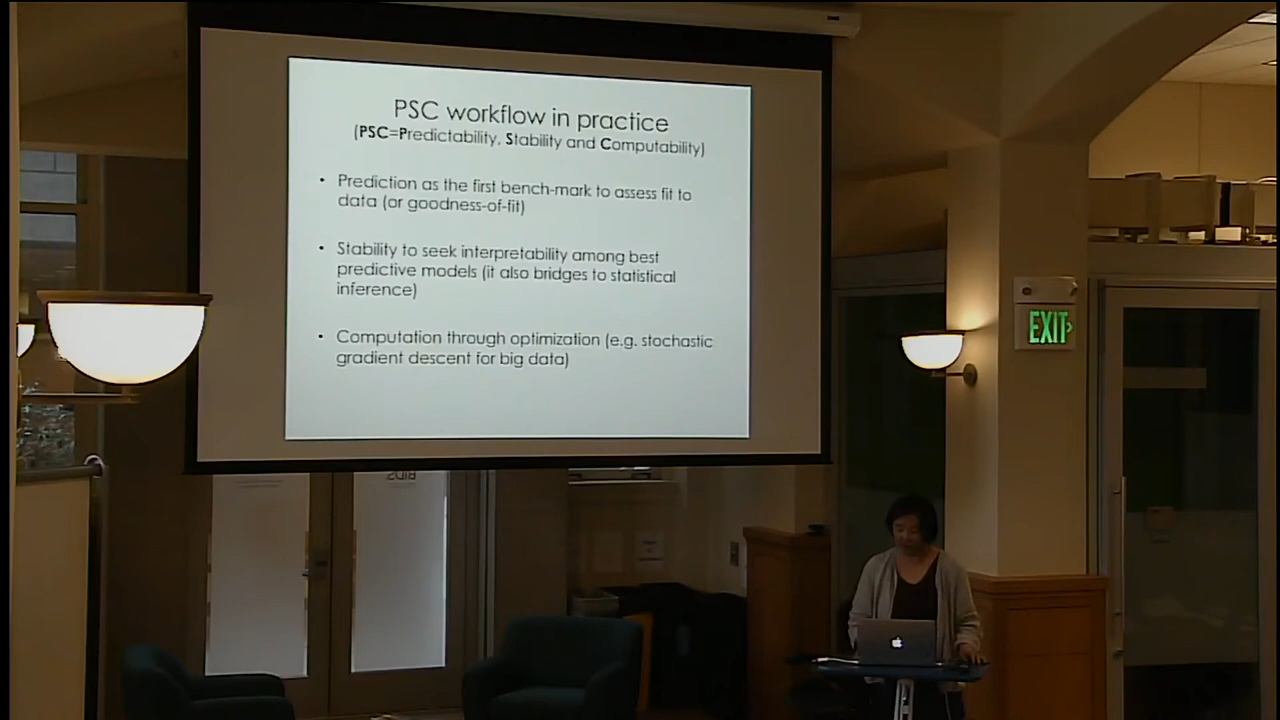 PSC workflow in practice
(PSC=Predictability, Stability and Computability)
• Prediction as the first bench-mark to assess fit to
data (or goodness-of-fit)
• Stability to seek interpretability among best
predictive models (it also bridges to statistical
inference)
• Computation through optimization (e.g. stochastic
gradient descent for big data)
EXIT